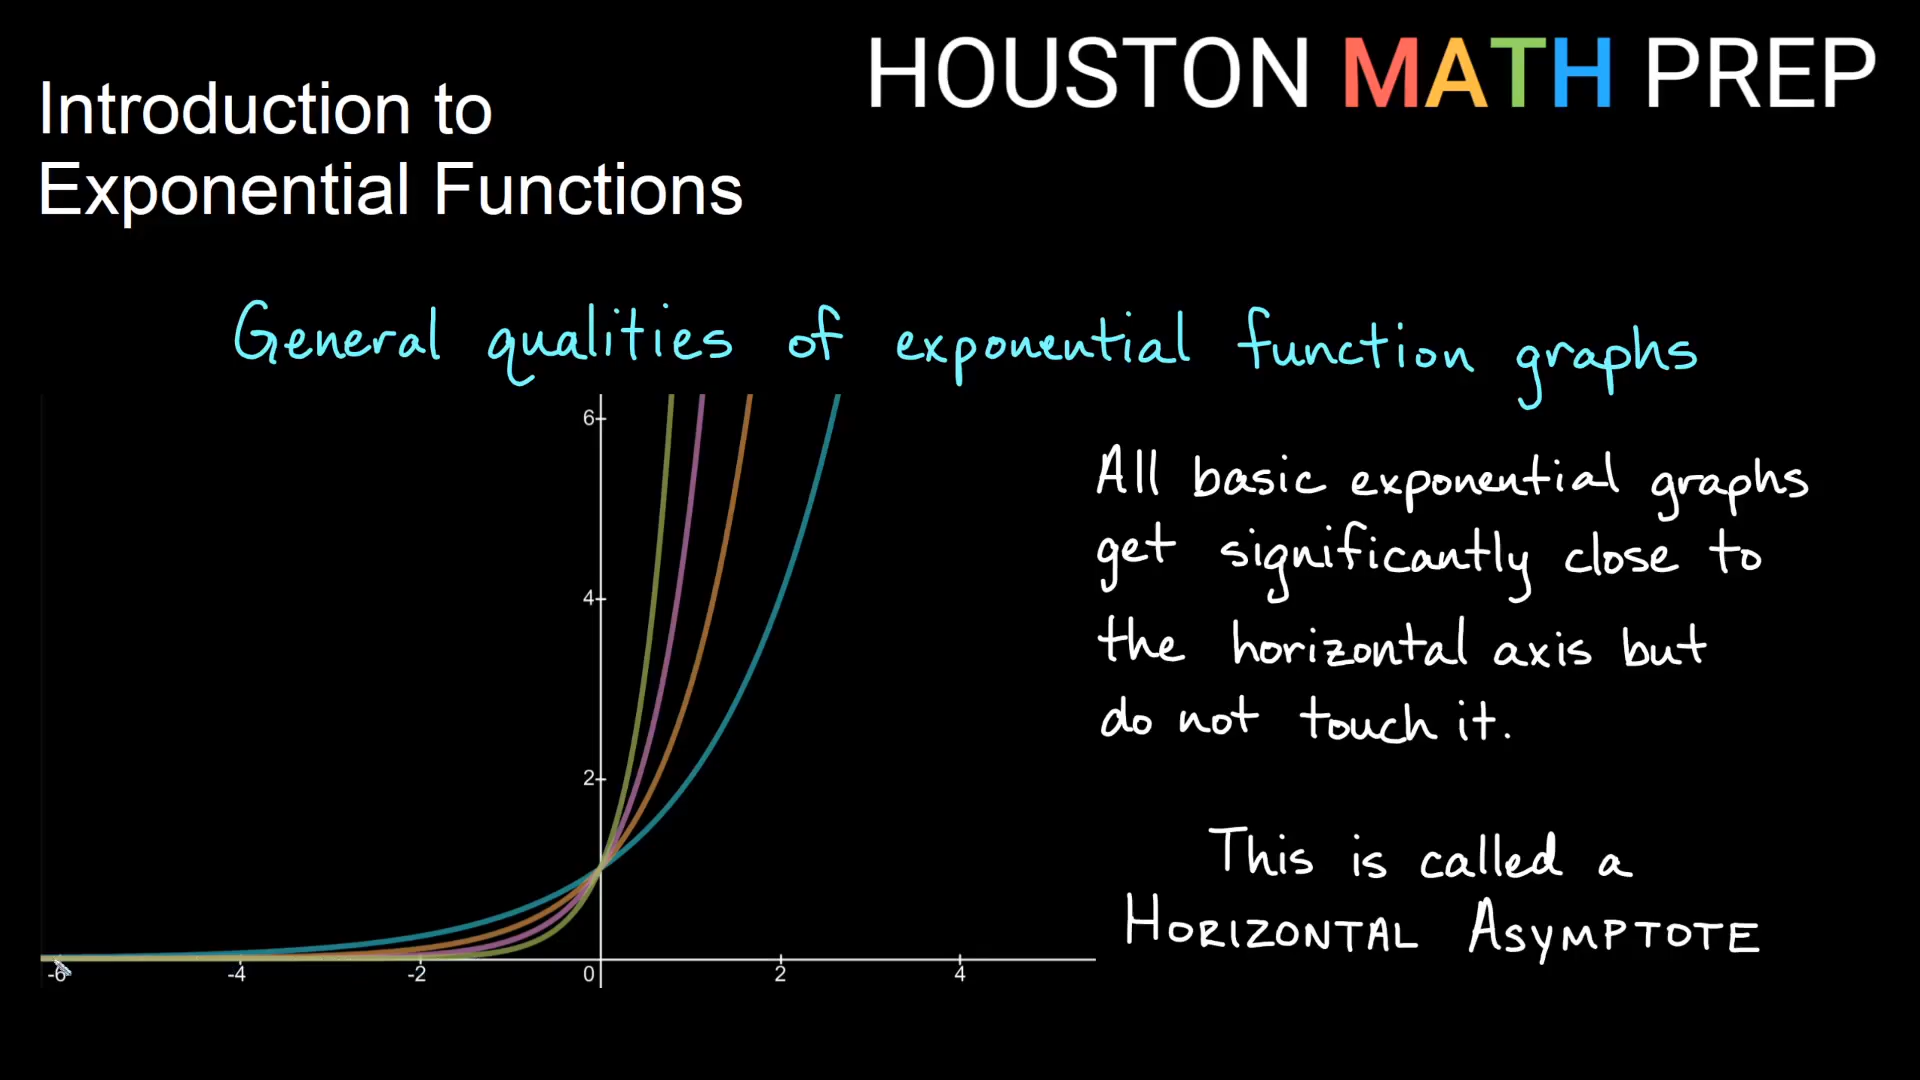 HOUSTON MATH PREP
Introduction to
Exponential Functions
General qualities of exponential function graphs
All basic exponential graphs
get significantly close to
the horizontal axis but
do not touch it.
This is called a
HORIZONTAL ASYMPTOTE
6
4
2
-6 -4 -2 0 2 4